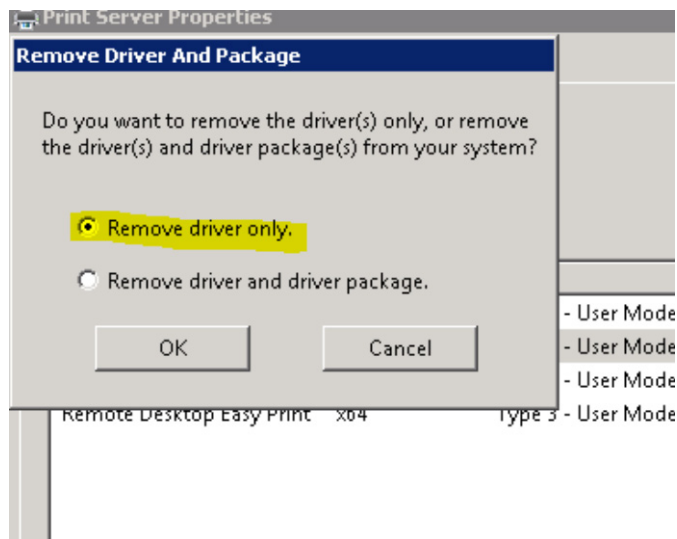 Print Server Properties
Remove Driver And Package
Do you want to remove the driver(s) only, or remove
the driver(s) and driver package(s) from your system?
Remove driver only.
Remove driver and driver package.
OK Cancel
- User Mode
- User Mode
- User Mode
Remote Desktop Easy Print x64 Type 3 - User Mode